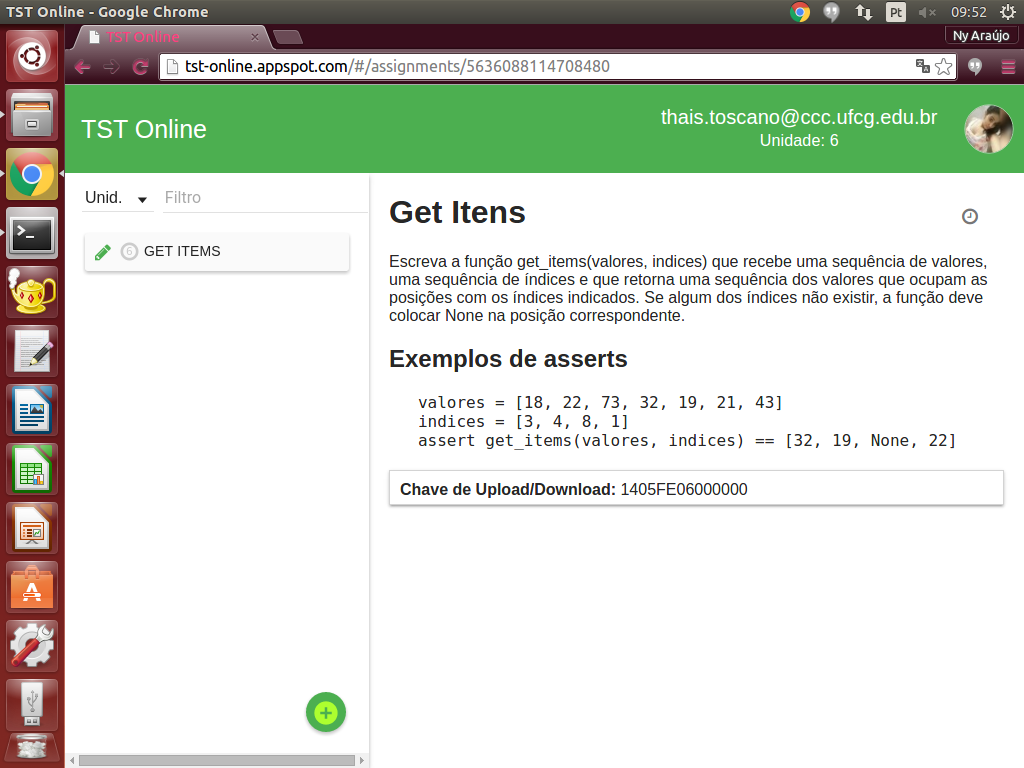 TST Online - Google Chrome
Pt
09:52
TST Online
Ny Araújo
tst-online.appspot.com/#/assignments/5636088114708480
TST Online
thais.toscano@ccc.ufcg.edu.br
Unidade: 6
Unid.
Filtro
6 GET ITEMS
Get Itens
Escreva a função get_items(valores, indices) que recebe uma sequência de valores,
uma sequência de índices e que retorna uma sequência dos valores que ocupam as
posições com os índices indicados. Se algum dos índices não existir, a função deve
colocar None na posição correspondente.
Exemplos de asserts
valores = [18, 22, 73, 32, 19, 21, 43]
indices = [3, 4, 8, 1]
assert get_items(valores, indices) == [32, 19, None, 22]
Chave de Upload/Download: 1405FE06000000